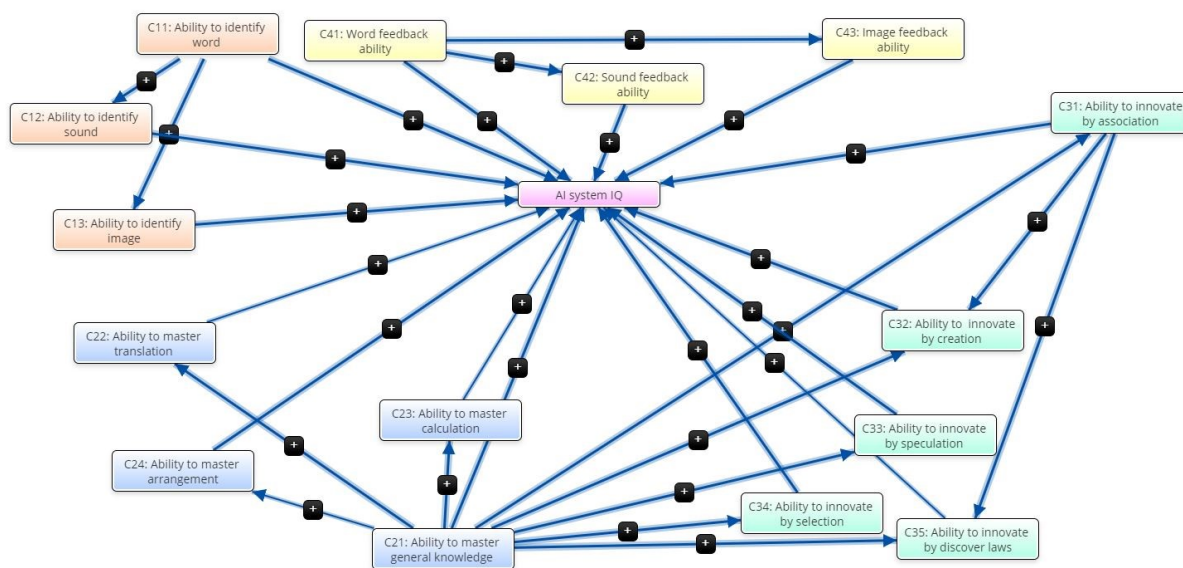 C11: Ability to identify
word
C41: Word feedback
ability
C43: Image feedback
ability
+
+
+
C42: Sound feedback
ability
C12: Ability to identify
sound
C31: Ability to innovate
by association
+
+
+
+
+
+
+
AI system IQ
C13: Ability to identify
image
+
+
+
+
+
C22: Ability to master
translation
+
+
+
+
+
C32: Ability to innovate
by creation
+
+
C23: Ability to master
calculation
+
C33: Ability to innovate
by speculation
+
+
C24: Ability to master
arrangement
+
+
+
C34: Ability to innovate
by selection
+
+
+
C21: Ability to master
general knowledge
C35: Ability to innovate
by discover laws